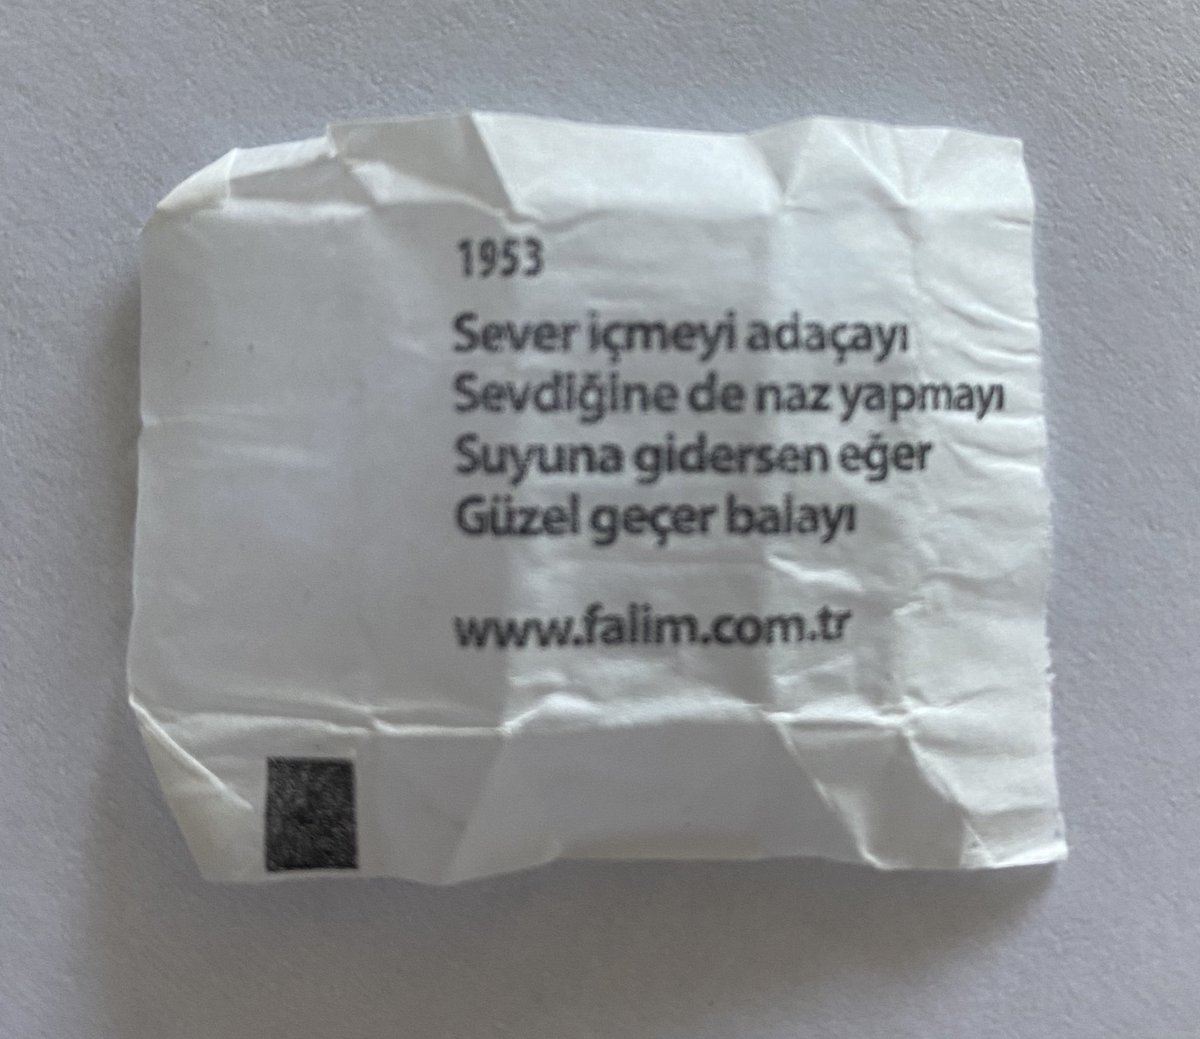 1953
Sever içmeyi adaçayı
Sevdiğine de naz yapmayı
Suyuna gidersen eğer
Güzel geçer balayı
www.falim.com.tr